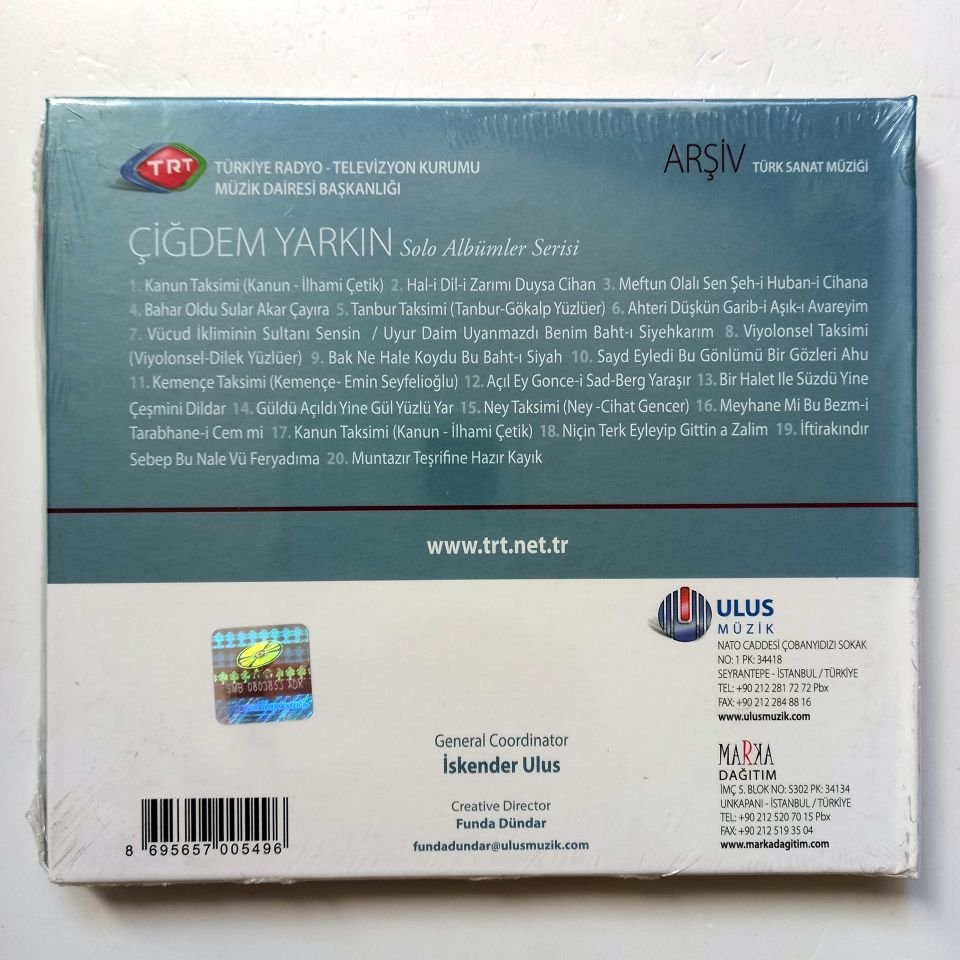 TRT
TÜRKİYE RADYO - TELEVİZYON KURUMU
MÜZİK DAİRESİ BAŞKANLIĞI
ARŞİV TÜRK SANAT MÜZİĞİ
ÇİĞDEM YARKIN Solo Albümler Serisi
1. Kanun Taksimi (Kanun - İlhami Çetik) 2. Hal-i Dil-i Zarımı Duysa Cihan 3. Meftun Olalı Sen Şeh-i Huban-i Cihana
4. Bahar Oldu Sular Akar Çayıra 5. Tanbur Taksimi (Tanbur-Gökalp Yüzlüer) 6. Ahteri Düşkün Garib-i Aşık-ı Avareyim
7. Vücud İkliminin Sultanı Sensin / Uyur Daim Uyanmazdı Benim Baht-ı Siyehkarım 8. Viyolonsel Taksimi
(Viyolonsel-Dilek Yüzlüer) 9. Bak Ne Hale Koydu Bu Baht-ı Siyah 10. Sayd Eyledi Bu Gönlümü Bir Gözleri Ahu
11. Kemençe Taksimi (Kemençe- Emin Seyfelioğlu) 12. Açıl Ey Gonce-i Sad-Berg Yaraşır 13. Bir Halet Ile Süzdü Yine
Çeşmini Dildar 14. Güldü Açıldı Yine Gül Yüzlü Yar 15. Ney Taksimi (Ney -Cihat Gencer) 16. Meyhane Mi Bu Bezm-i
Tarabhane-i Cem mi 17. Kanun Taksimi (Kanun - İlhami Çetik) 18. Niçin Terk Eyleyip Gittin a Zalim 19. İftirakındır
Sebep Bu Nale Vü Feryadıma 20. Muntazır Teşrifine Hazır Kayık
www.trt.net.tr
ULUS
MÜZİK
NATO CADDESİ ÇOBANYIDIZI SOKAK
NO: 1 PK: 34418
SEYRANTEPE - İSTANBUL / TÜRKİYE
TEL: +90 212 281 72 72 Pbx
FAX: +90 212 284 88 16
www.ulusmuzik.com
SMB 0803853 ADR
General Coordinator
İskender Ulus
MARKA
DAĞITIM
İMÇ 5. BLOK NO: 5302 PK: 34134
UNKAPANI - İSTANBUL / TÜRKİYE
TEL: +90 212 520 70 15 Pbx
FAX: +90 212 519 35 04
www.markadagitim.com
Creative Director
Funda Dündar
fundadundar@ulusmuzik.com
8 695657 005496